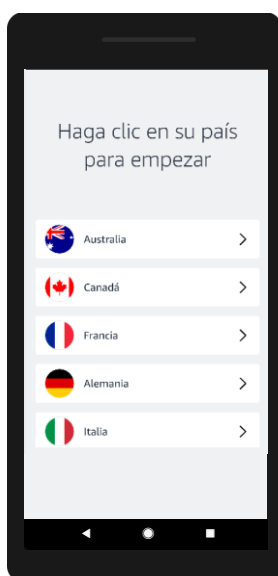 Haga clic en su país
para empezar
Australia
Canadá
Francia
Alemania
Italia